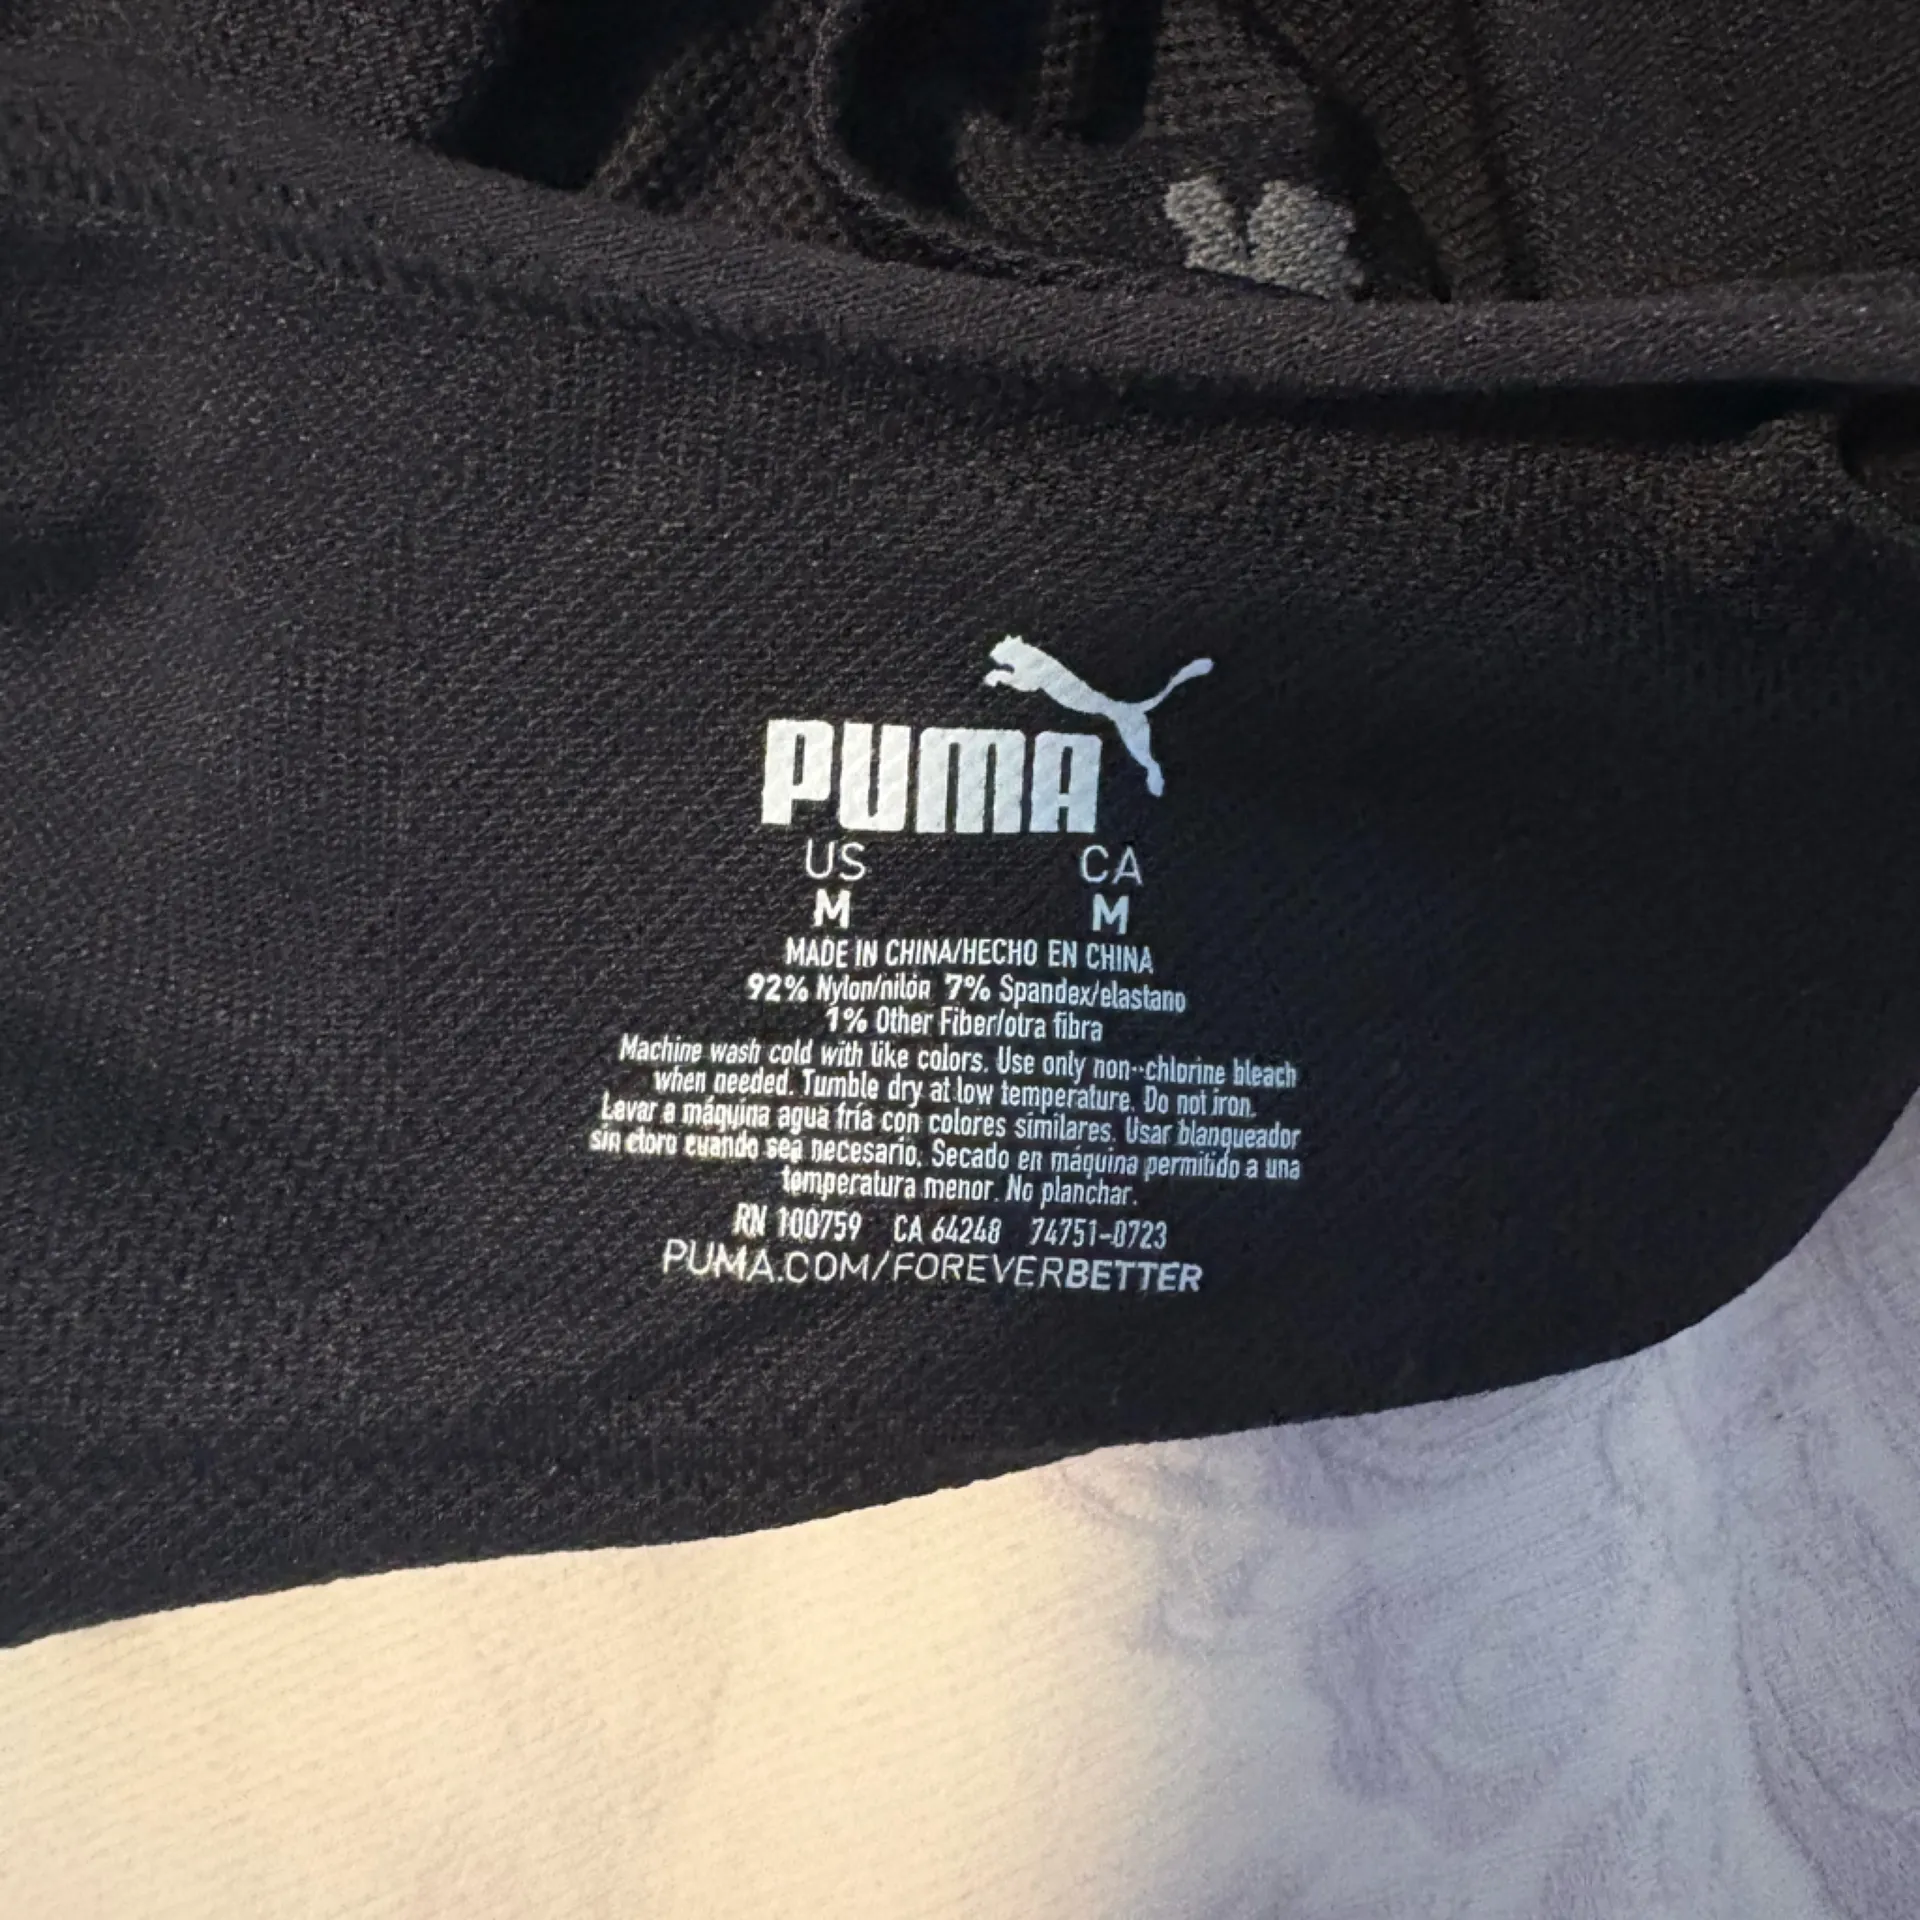 PUMA
US CA
M M
MADE IN CHINA/HECHO EN CHINA
92% Nylon/nilón 7% Spandex/elastano
1% Other Fiber/otra fibra
Machine wash cold with like colors. Use only non-chlorine bleach
when needed. Tumble dry at low temperature. Do not iron.
Lavar a máquina agua fría con colores similares. Usar blanqueador
sin cloro cuando sea necesario. Secado en máquina permitido a una
temperatura menor. No planchar.
RN 100759 CA 64248 74751-0723
PUMA.COM/FOREVERBETTER